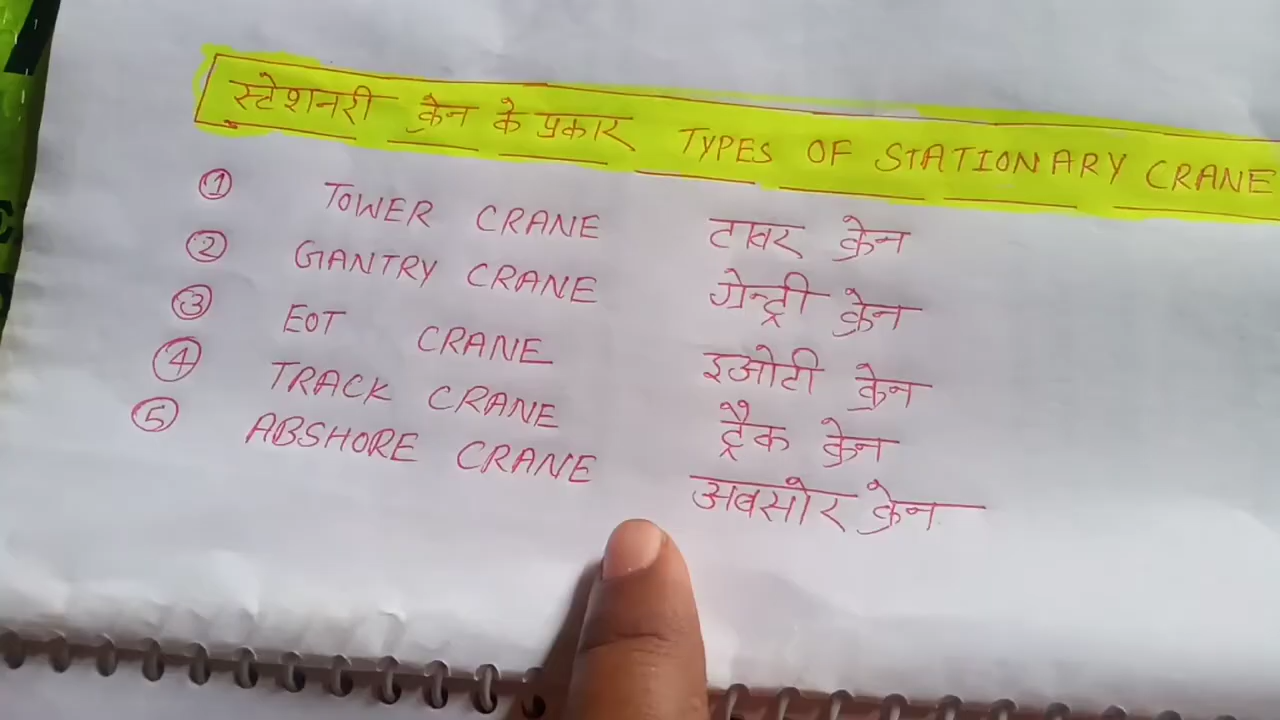 स्टेशनरी क्रेन के प्रकार TYPES OF STATIONARY CRANE
① TOWER CRANE टावर क्रेन
② GANTRY CRANE गेन्ट्री क्रेन
③ EOT CRANE इओटी क्रेन
④ TRACK CRANE ट्रैक क्रेन
⑤ ABSHORE CRANE अबसोर क्रेन